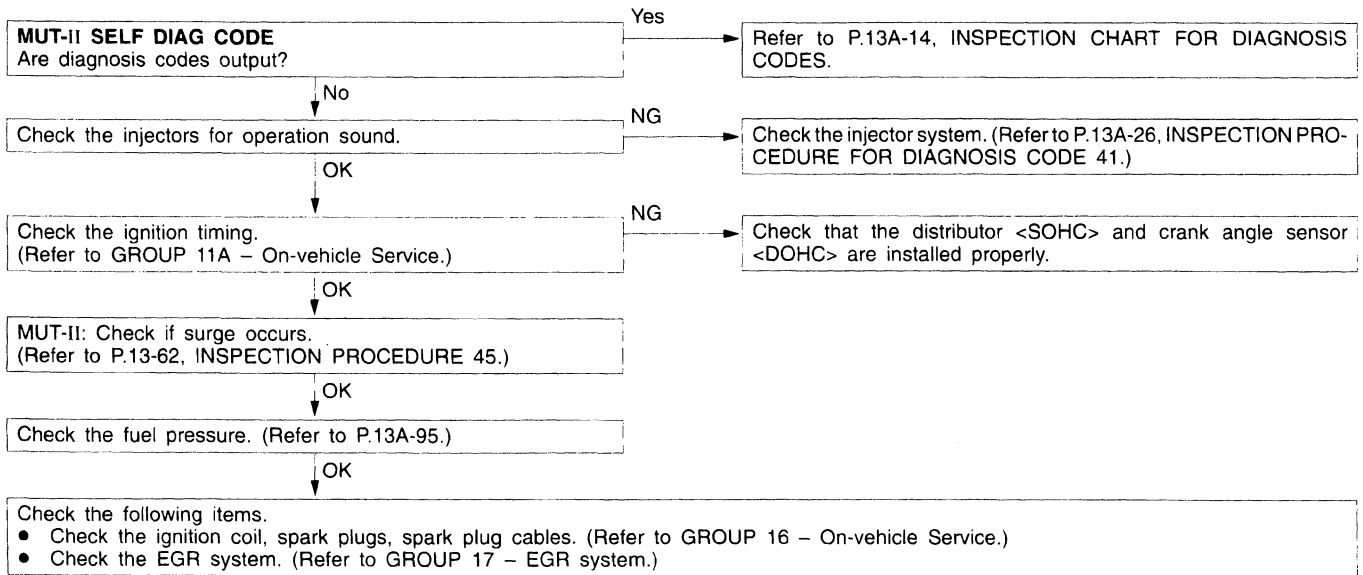 MUT-II SELF DIAG CODE
Are diagnosis codes output?
Yes
Refer to P.13A-14, INSPECTION CHART FOR DIAGNOSIS
CODES.
No
Check the injectors for operation sound.
NG
Check the injector system. (Refer to P.13A-26, INSPECTION PRO-
CEDURE FOR DIAGNOSIS CODE 41.)
OK
Check the ignition timing.
(Refer to GROUP 11A – On-vehicle Service.)
NG
Check that the distributor <SOHC> and crank angle sensor
<DOHC> are installed properly.
OK
MUT-II: Check if surge occurs.
(Refer to P.13-62, INSPECTION PROCEDURE 45.)
OK
Check the fuel pressure. (Refer to P.13A-95.)
OK
Check the following items.
● Check the ignition coil, spark plugs, spark plug cables. (Refer to GROUP 16 – On-vehicle Service.)
● Check the EGR system. (Refer to GROUP 17 – EGR system.)